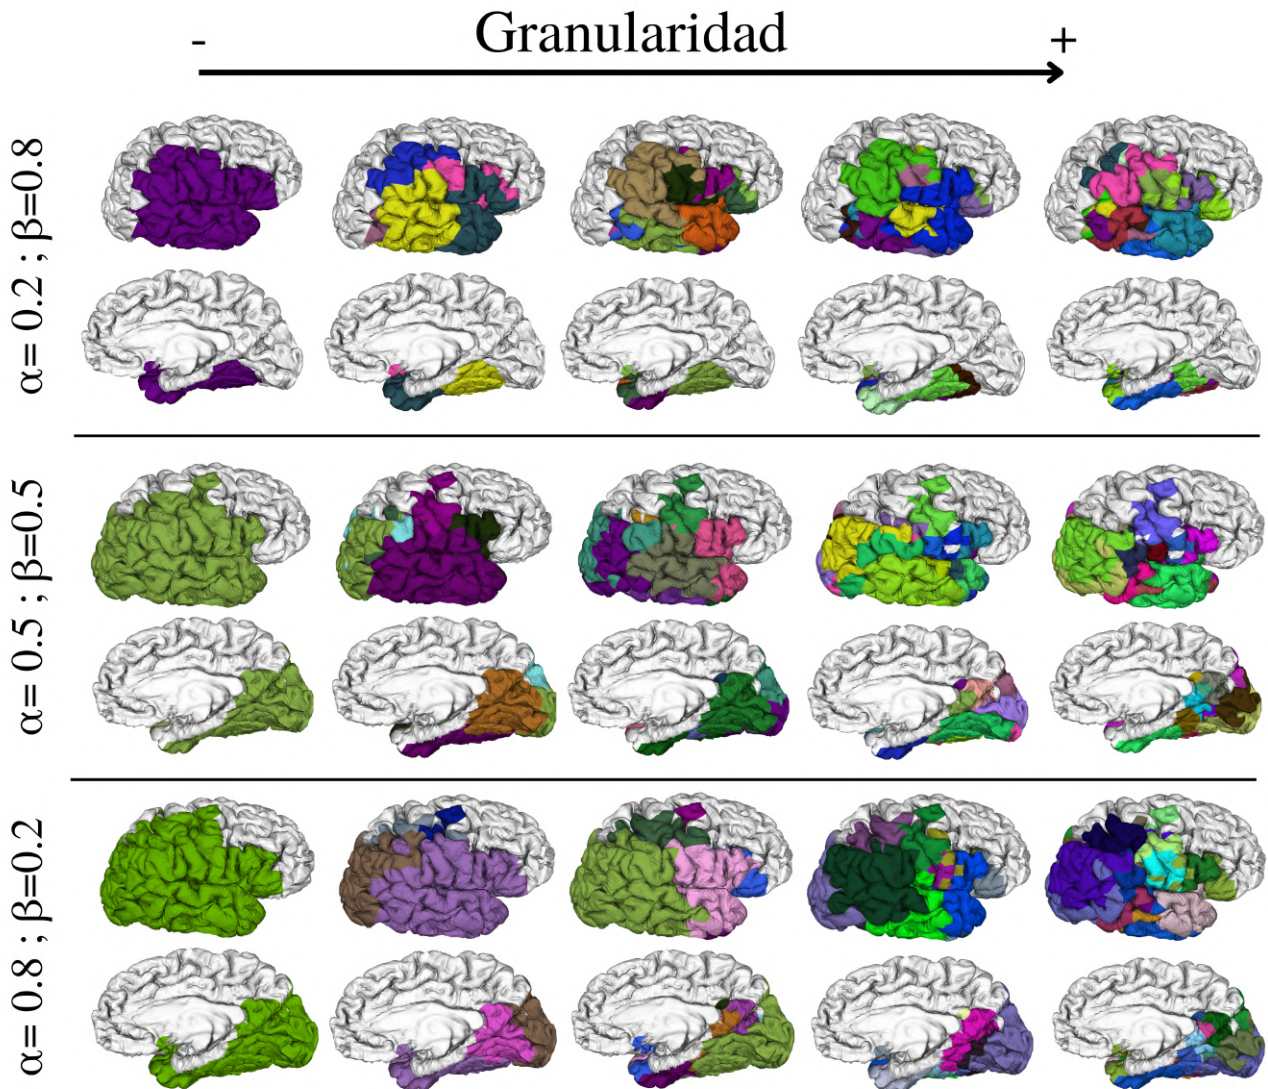 Granularidad
- +
α= 0.2 ; β=0.8
α= 0.5 ; β=0.5
α= 0.8 ; β=0.2